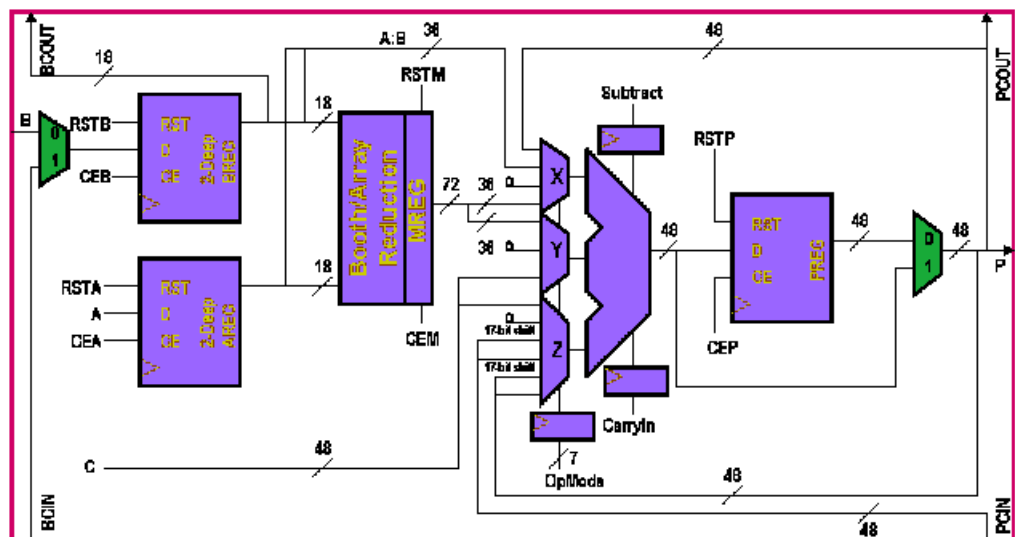 BCOUT
18
A:B
36
48
PCOUT
RSTM
Subtract
B
0
1
RSTB
CEB
RST
D
CE
2-Deep
BREG
18
Booth/Array
Reduction
MREG
72
36
0
X
RSTP
36
0
Y
48
RST
D
CE
PREG
48
0
1
48
P
RSTA
A
CEA
RST
D
CE
2-Deep
AREG
18
CEM
0
17-bit shift
17-bit shift
Z
CEP
CarryIn
C
48
7
OpMode
48
48
BCIN
PCIN